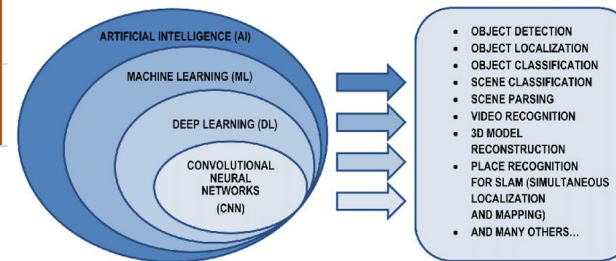 ARTIFICIAL INTELLIGENCE (AI)
MACHINE LEARNING (ML)
DEEP LEARNING (DL)
CONVOLUTIONAL
NEURAL
NETWORKS
(CNN)
• OBJECT DETECTION
• OBJECT LOCALIZATION
• OBJECT CLASSIFICATION
• SCENE CLASSIFICATION
• SCENE PARSING
• VIDEO RECOGNITION
• 3D MODEL
RECONSTRUCTION
• PLACE RECOGNITION
FOR SLAM (SIMULTANEOUS
LOCALIZATION
AND MAPPING)
• AND MANY OTHERS...